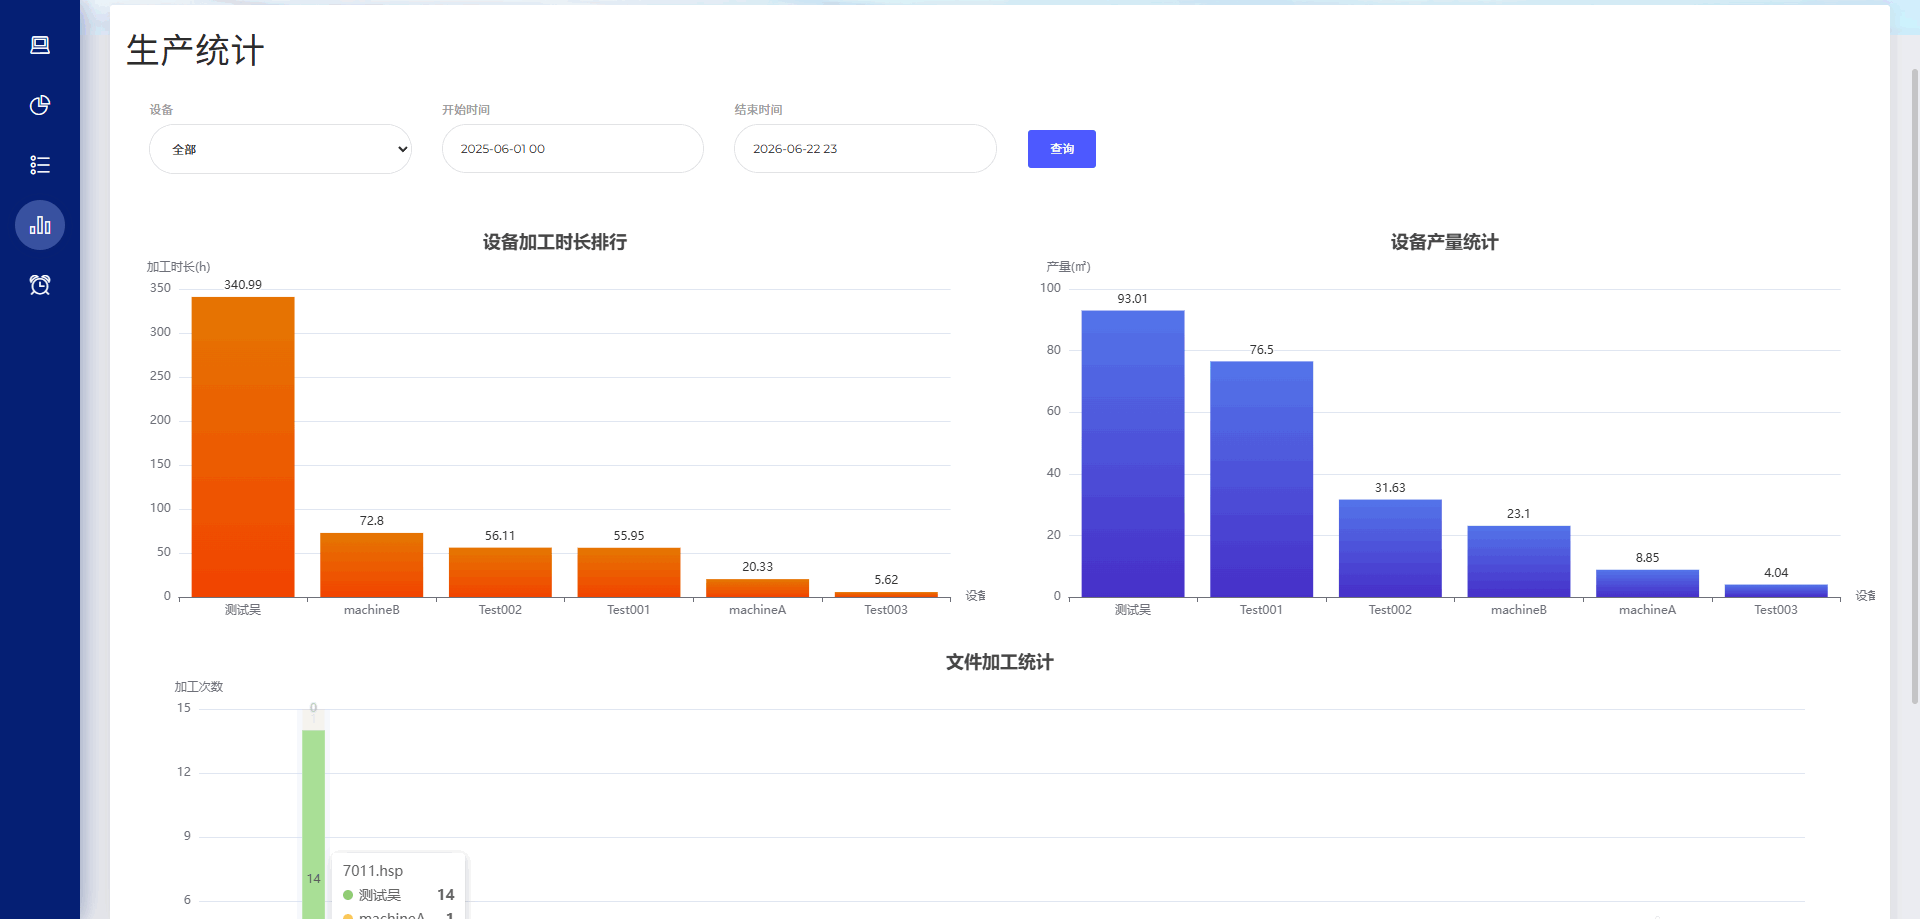 生产统计
设备
开始时间
结束时间
全部
2025-06-01 00
2026-06-22 23
查询
设备加工时长排行
加工时长(h)
350
300
250
200
150
100
50
0
340.99
72.8
56.11
55.95
20.33
5.62
测试吴
machineB
Test002
Test001
machineA
Test003
设备
设备产量统计
产量(㎡)
100
80
60
40
20
0
93.01
76.5
31.63
23.1
8.85
4.04
测试吴
Test001
Test002
machineB
machineA
Test003
设备
文件加工统计
加工次数
15
12
9
6
0
14
7011.hsp
测试吴 14
machineA 1